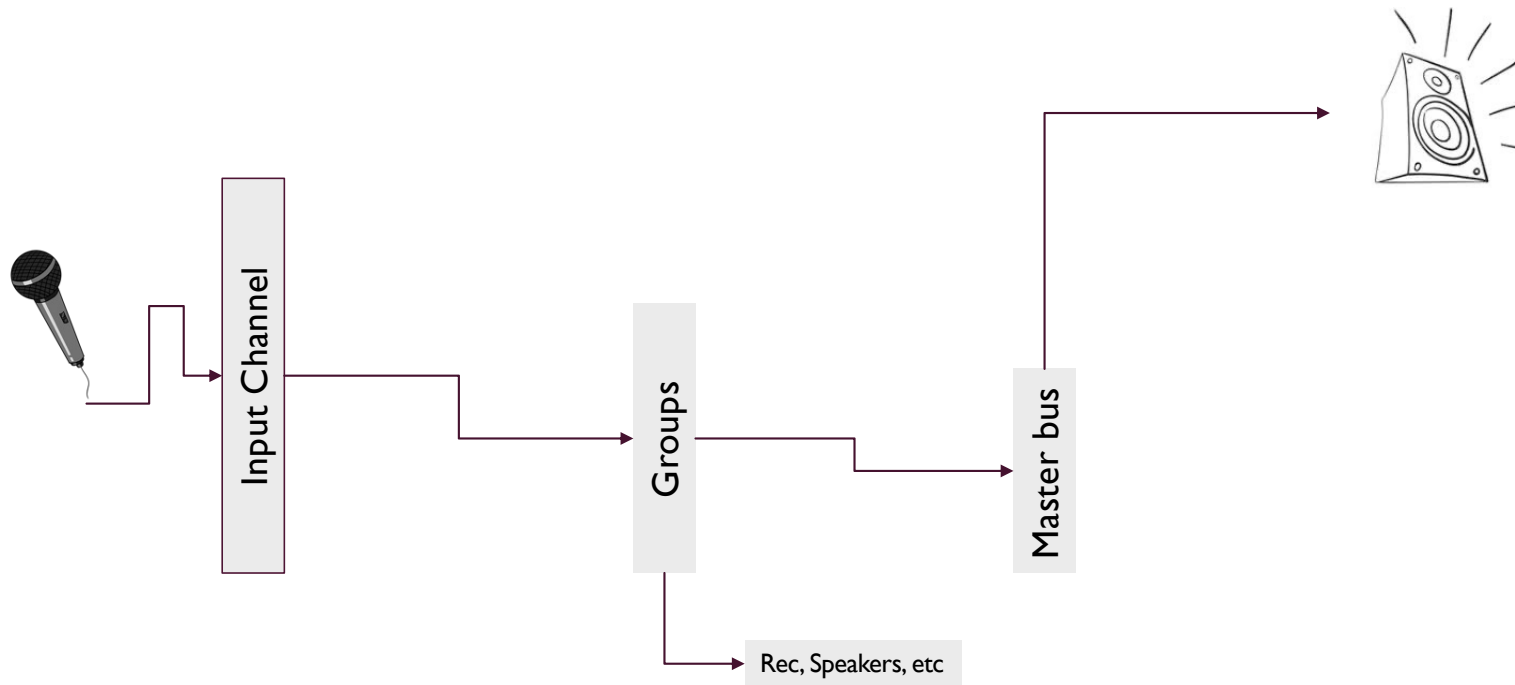 Input Channel
Groups
Master bus
Rec, Speakers, etc